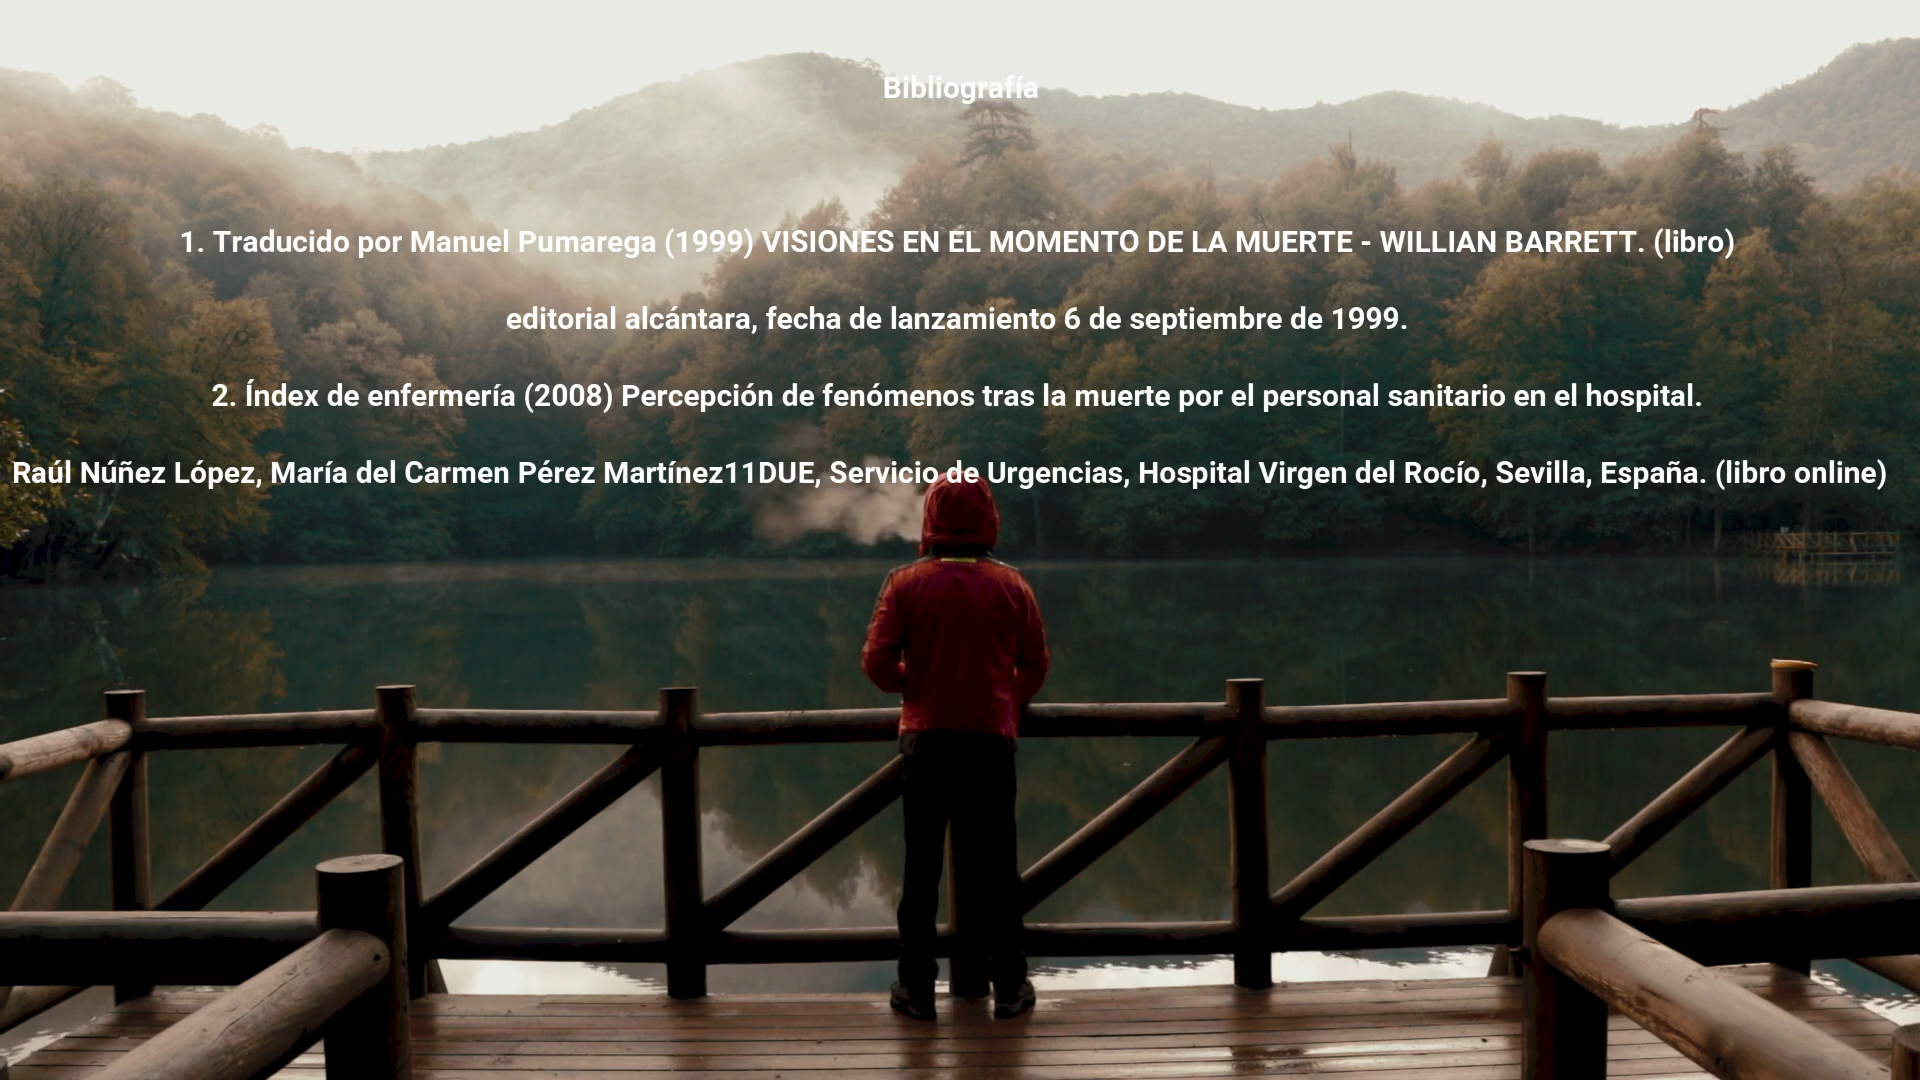 Bibliografía
1. Traducido por Manuel Pumarega (1999) VISIONES EN EL MOMENTO DE LA MUERTE - WILLIAN BARRETT. (libro)
editorial alcántara, fecha de lanzamiento 6 de septiembre de 1999.
2. Índex de enfermería (2008) Percepción de fenómenos tras la muerte por el personal sanitario en el hospital.
Raúl Núñez López, María del Carmen Pérez Martínez11DUE, Servicio de Urgencias, Hospital Virgen del Rocío, Sevilla, España. (libro online)